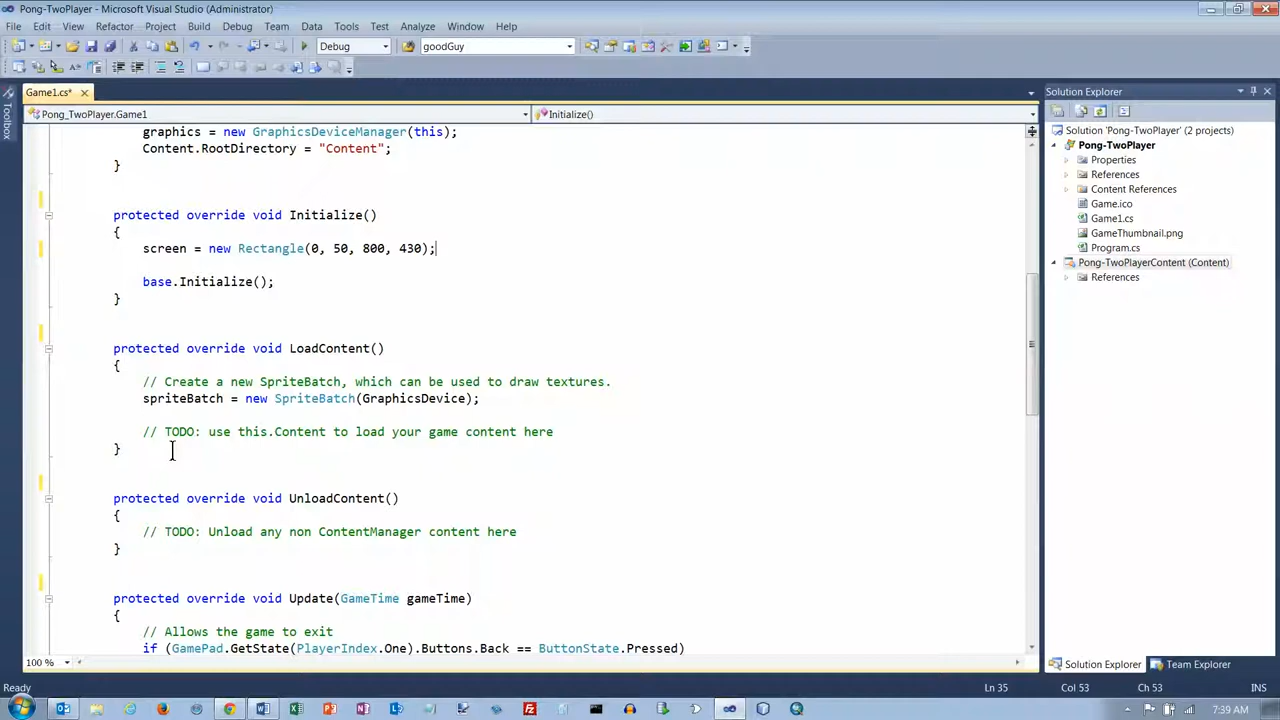 Pong-TwoPlayer - Microsoft Visual Studio (Administrator)
File Edit View Refactor Project Build Debug Team Data Tools Test Analyze Window Help
Debug goodGuy
Game1.cs*
Pong_TwoPlayer.Game1 Initialize()
graphics = new GraphicsDeviceManager(this);
Content.RootDirectory = "Content";
}
protected override void Initialize()
{
screen = new Rectangle(0, 50, 800, 430);
base.Initialize();
}
protected override void LoadContent()
{
// Create a new SpriteBatch, which can be used to draw textures.
spriteBatch = new SpriteBatch(GraphicsDevice);
// TODO: use this.Content to load your game content here
}
protected override void UnloadContent()
{
// TODO: Unload any non ContentManager content here
}
protected override void Update(GameTime gameTime)
{
// Allows the game to exit
if (GamePad.GetState(PlayerIndex.One).Buttons.Back == ButtonState.Pressed)
100 %
Toolbox
Solution Explorer
Solution 'Pong-TwoPlayer' (2 projects)
Pong-TwoPlayer
Properties
References
Content References
Game.ico
Game1.cs
GameThumbnail.png
Program.cs
Pong-TwoPlayerContent (Content)
References
Solution Explorer Team Explorer
Ready Ln 35 Col 53 Ch 53 INS
7:39 AM